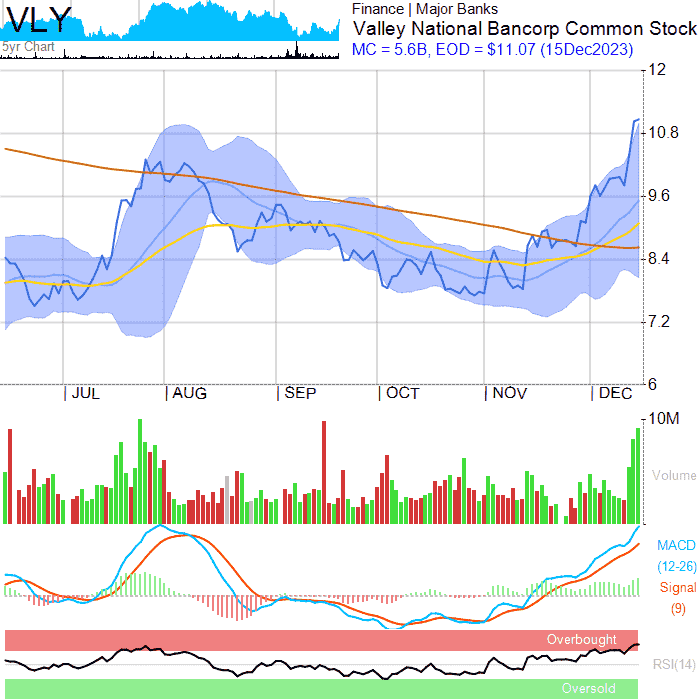 VLY
5yr Chart
Finance | Major Banks
Valley National Bancorp Common Stock
MC = 5.6B, EOD = $11.07 (15Dec2023)
12
10.8
9.6
8.4
7.2
6
JUL AUG SEP OCT NOV DEC
10M
Volume
MACD
(12-26)
Signal
(9)
Overbought
RSI(14)
Oversold